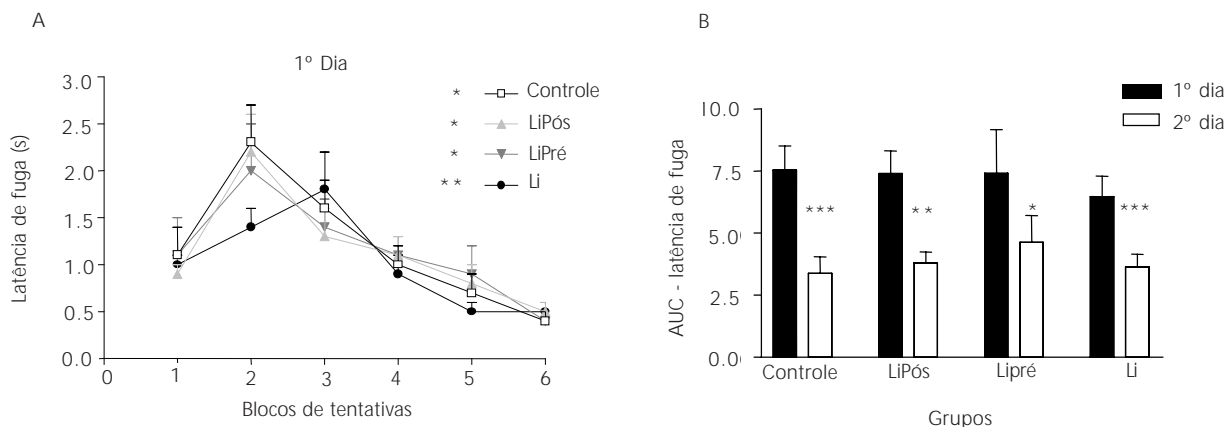 A
1º Dia
Latência de fuga (s)
3.0
2.5
2.0
1.5
1.0
0.5
0.0
0
1
2
3
4
5
6
Blocos de tentativas
* Controle
* LiPós
* LiPré
** Li
B
1º dia
2º dia
AUC - latência de fuga
10.0
7.5
5.0
2.5
0.0
***
**
*
***
Controle
LiPós
Lipré
Li
Grupos